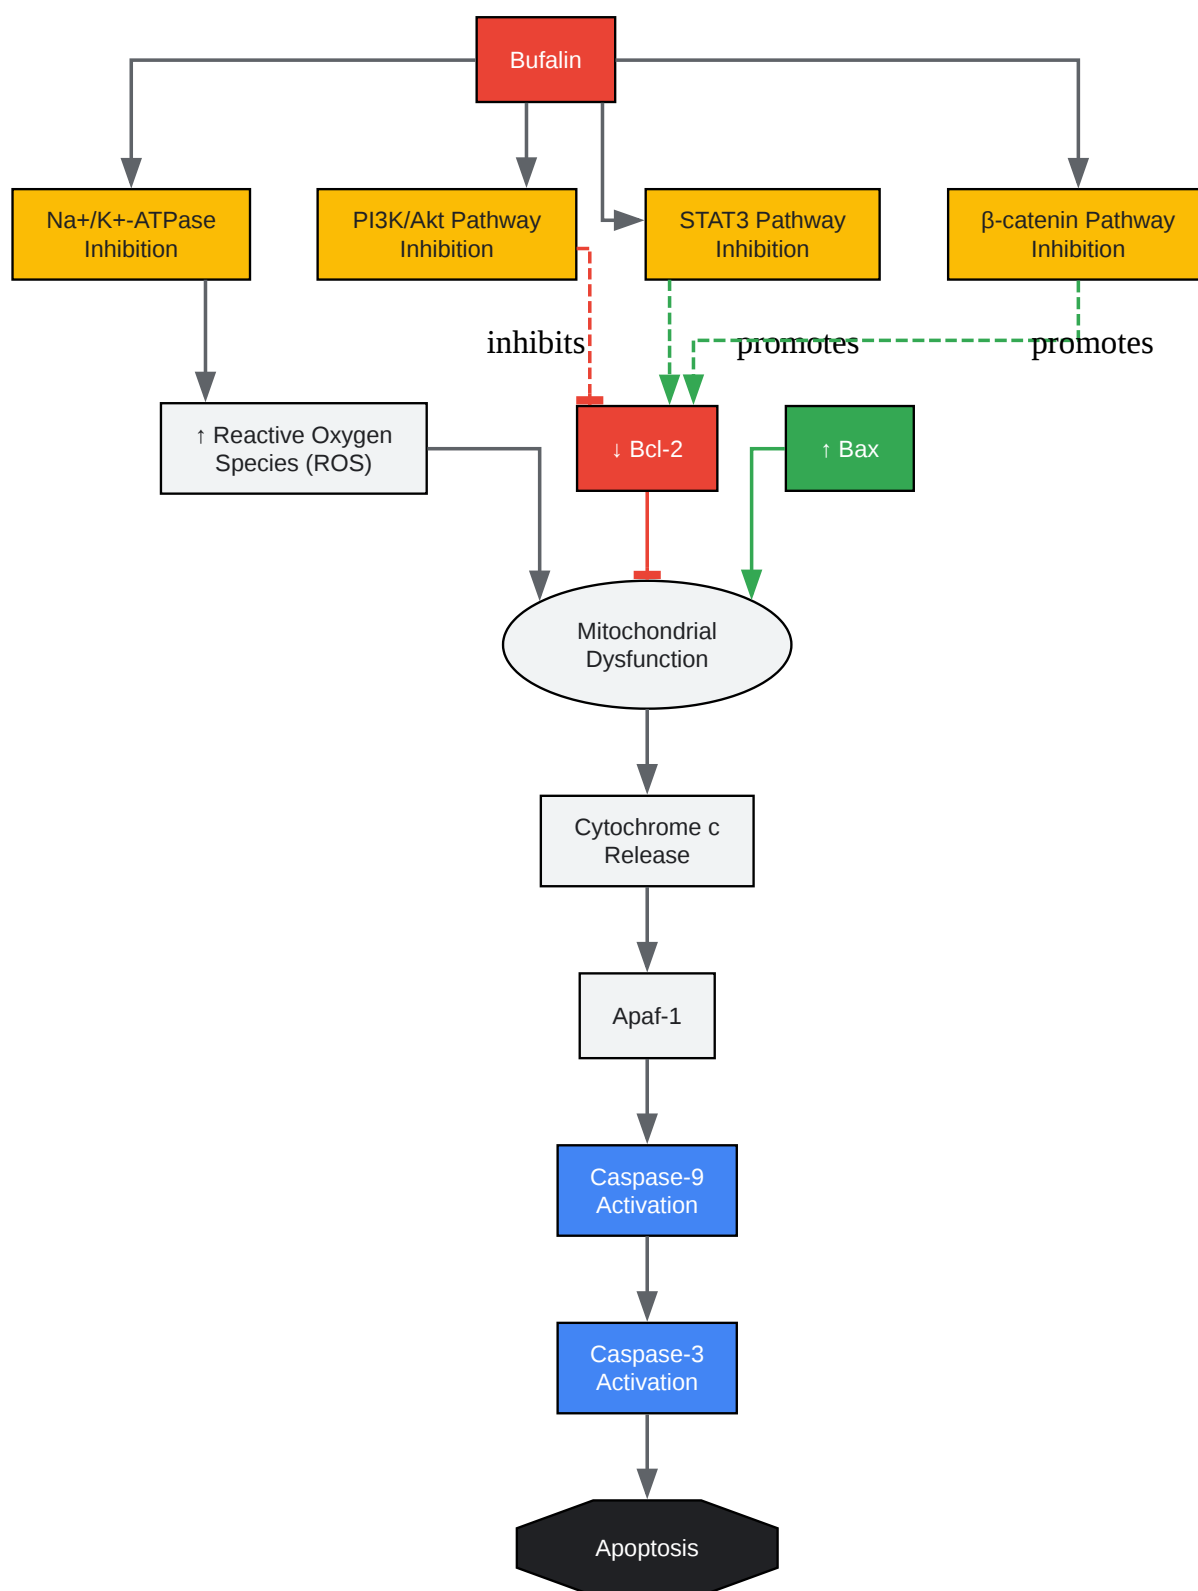 Bufalin
Na+/K+-ATPase
Inhibition
PI3K/Akt Pathway
Inhibition
STAT3 Pathway
Inhibition
β-catenin Pathway
Inhibition
inhibits
promotes
promotes
↑ Reactive Oxygen
Species (ROS)
↓ Bcl-2
↑ Bax
Mitochondrial
Dysfunction
Cytochrome c
Release
Apaf-1
Caspase-9
Activation
Caspase-3
Activation
Apoptosis